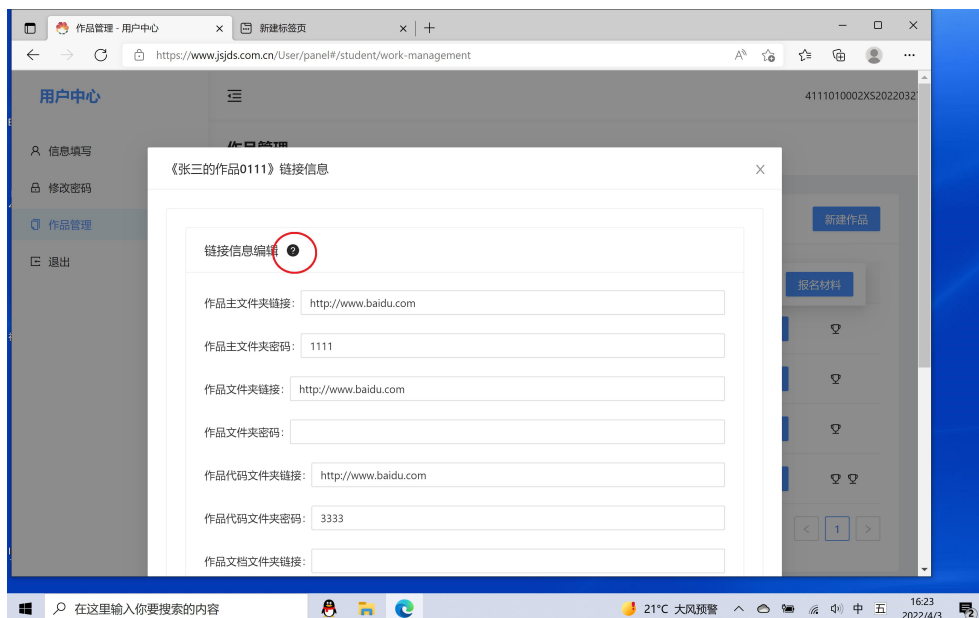 作品管理 - 用户中心
新建标签页
https://www.jsjds.com.cn/User/panel#/student/work-management
用户中心
4111010002XS2022032
信息填写
作品管理
《张三的作品0111》链接信息
修改密码
作品管理
新建作品
退出
链接信息编辑
报名材料
作品主文件夹链接: http://www.baidu.com
作品主文件夹密码: 1111
作品文件夹链接: http://www.baidu.com
作品文件夹密码:
作品代码文件夹链接: http://www.baidu.com
作品代码文件夹密码: 3333
< 1 >
作品文档文件夹链接:
在这里输入你要搜索的内容
21°C 大风预警
中
五
16:23
2022/4/3
2